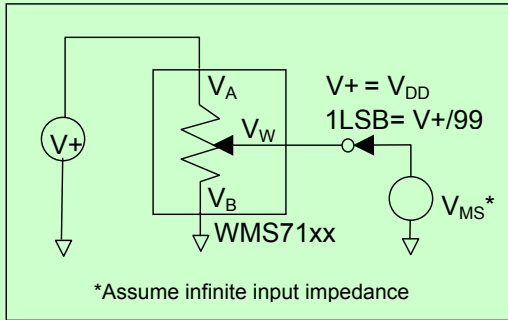 V+
V_A
V_W
V_B
WMS71xx
V+ = V_DD
1LSB= V+/99
V_MS*
*Assume infinite input impedance